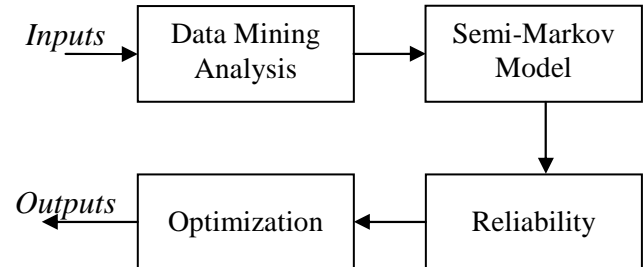 Inputs
Data Mining
Analysis
Semi-Markov
Model
Outputs
Optimization
Reliability